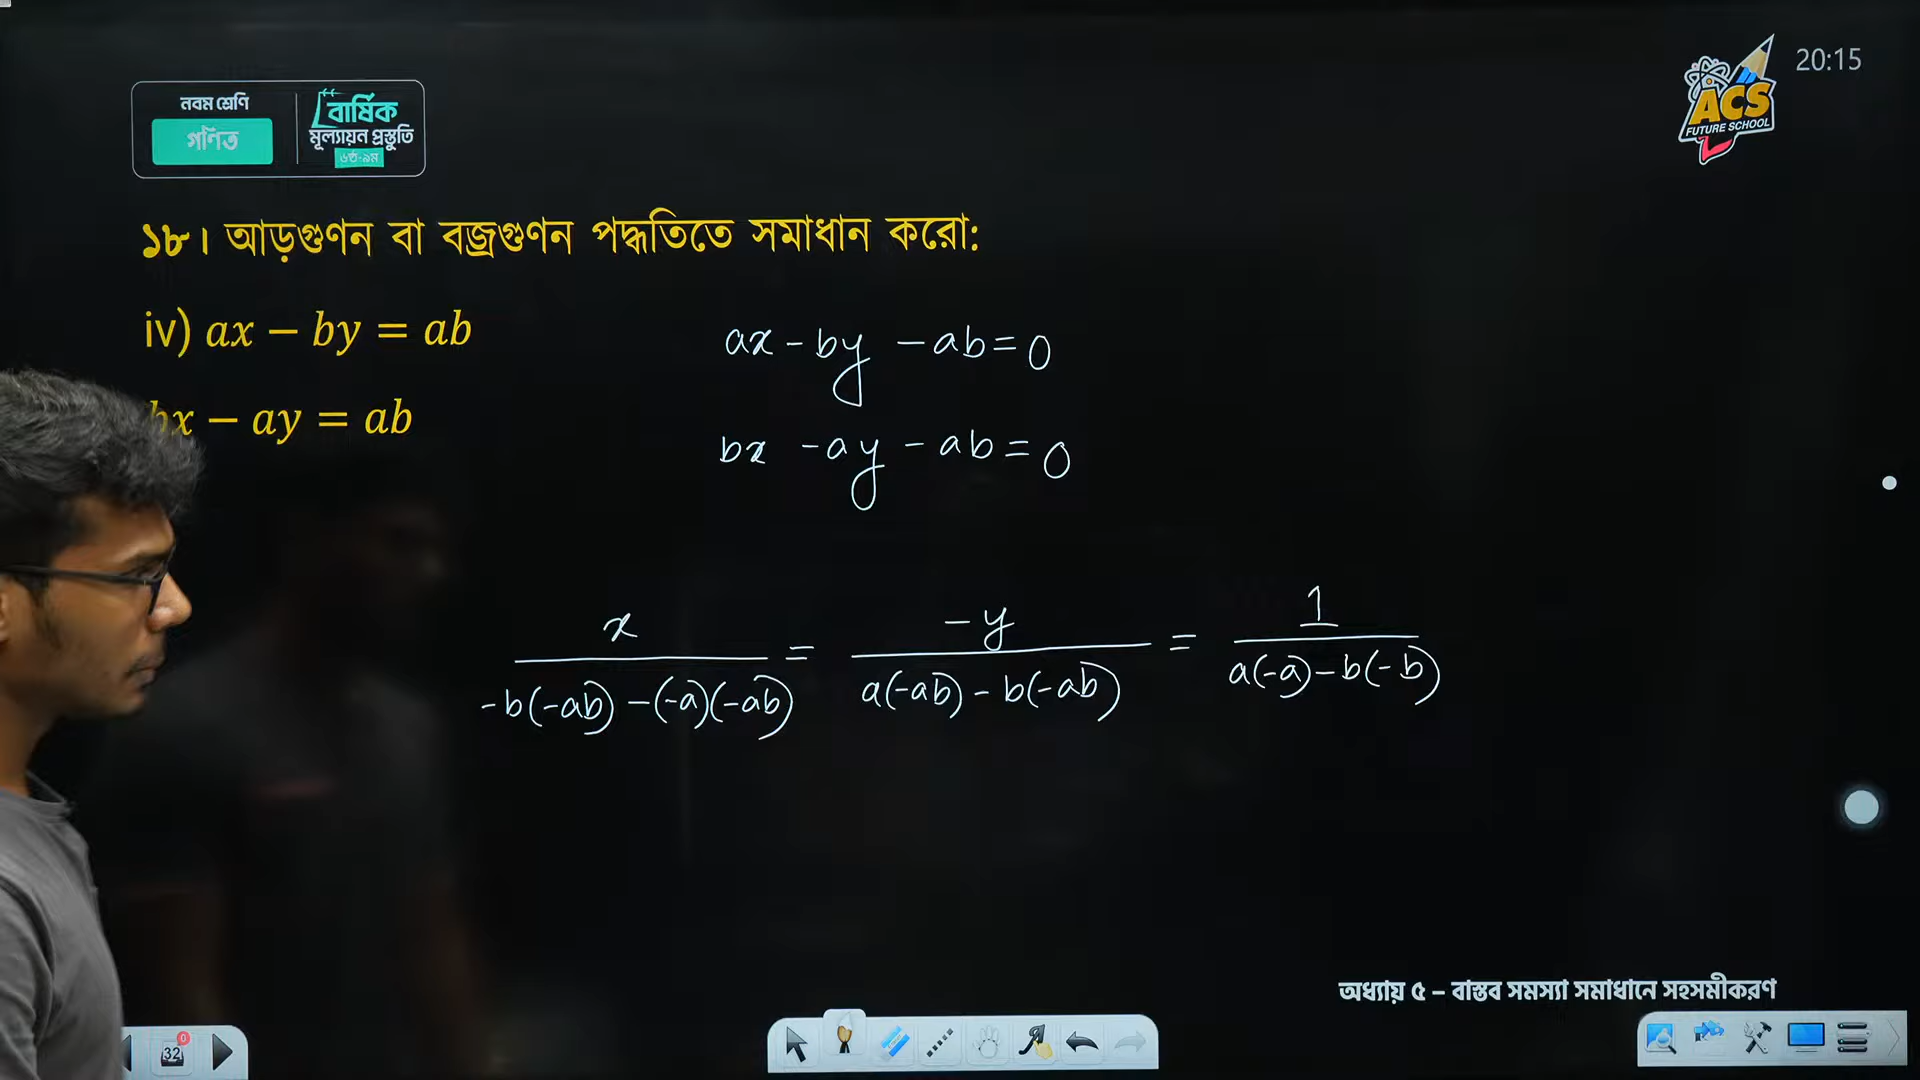 20:15
নবম শ্রেণি
গণিত
বার্ষিক
মূল্যায়ন প্রস্তুতি
৬ষ্ঠ-৯ম
ACS
FUTURE SCHOOL
১৮। আড়গুণন বা বজ্রগুণন পদ্ধতিতে সমাধান করো:
iv) ax − by = ab
bx − ay = ab
ax - by - ab = 0
bx - ay - ab = 0
x / (-b(-ab) - (-a)(-ab)) = -y / (a(-ab) - b(-ab)) = 1 / (a(-a) - b(-b))
অধ্যায় ৫ – বাস্তব সমস্যা সমাধানে সহসমীকরণ
32
0